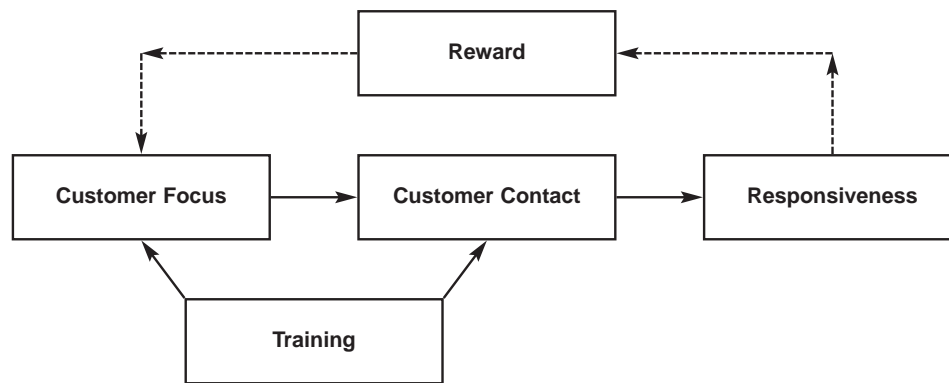 Reward
Customer Focus
Customer Contact
Responsiveness
Training